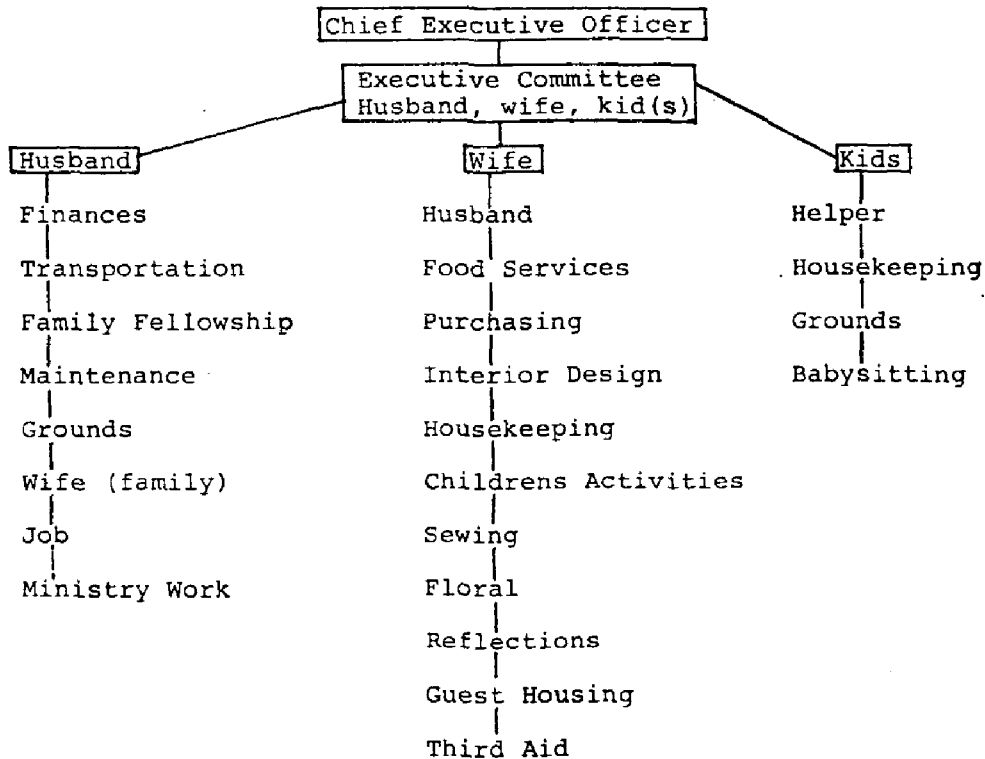 Chief Executive Officer
Executive Committee
Husband, wife, kid(s)
Husband
Finances
Transportation
Family Fellowship
Maintenance
Grounds
Wife (family)
Job
Ministry Work
Wife
Husband
Food Services
Purchasing
Interior Design
Housekeeping
Childrens Activities
Sewing
Floral
Reflections
Guest Housing
Third Aid
Kids
Helper
Housekeeping
Grounds
Babysitting